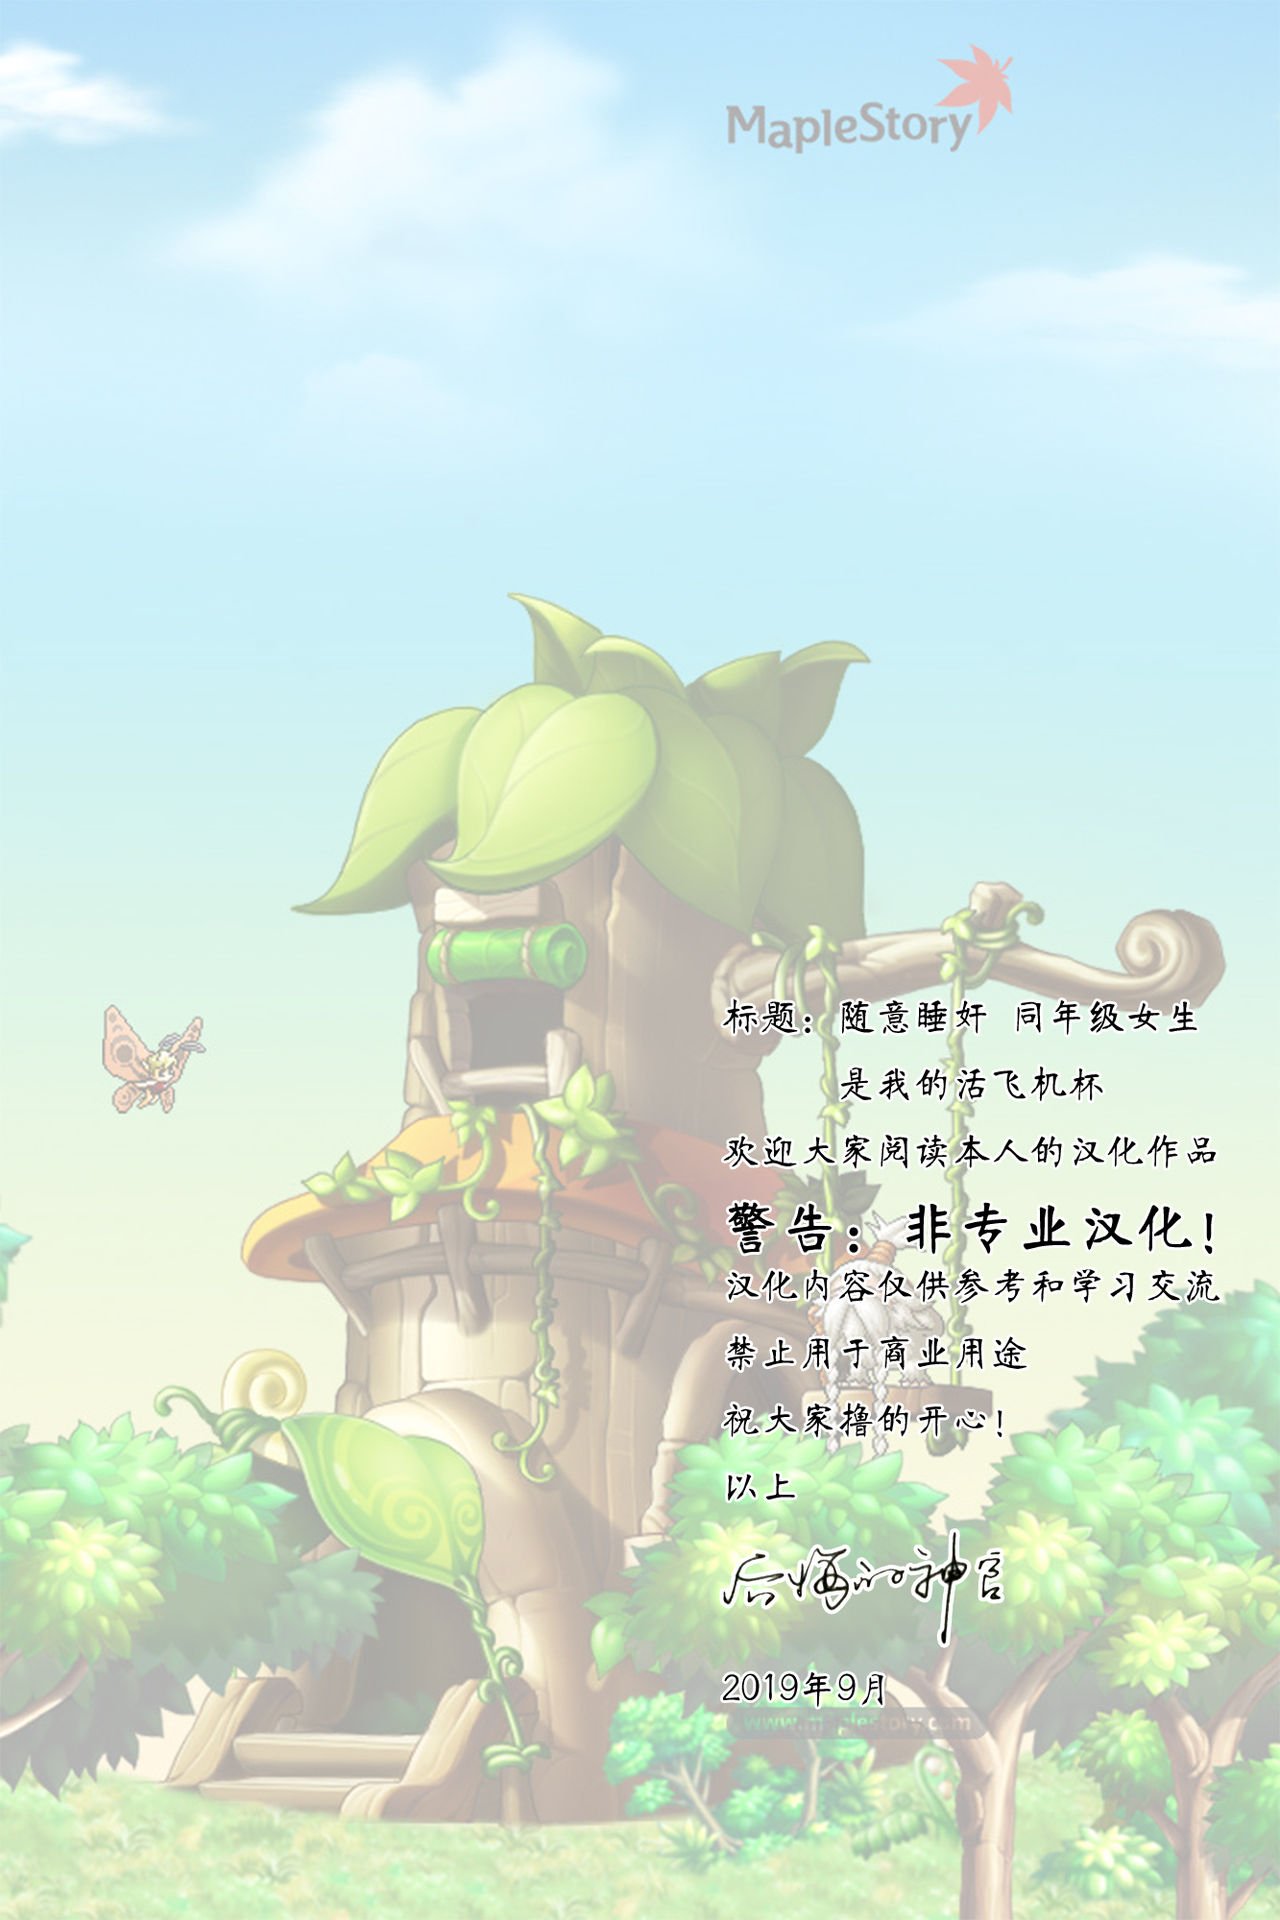 MapleStory
标题：随意睡奸 同年级女生
是我的活飞机杯
欢迎大家阅读本人的汉化作品
警告：非专业汉化！
汉化内容仅供参考和学习交流
禁止用于商业用途
祝大家撸的开心！
以上
后悔的神官
2019年9月
www.maplestory.com